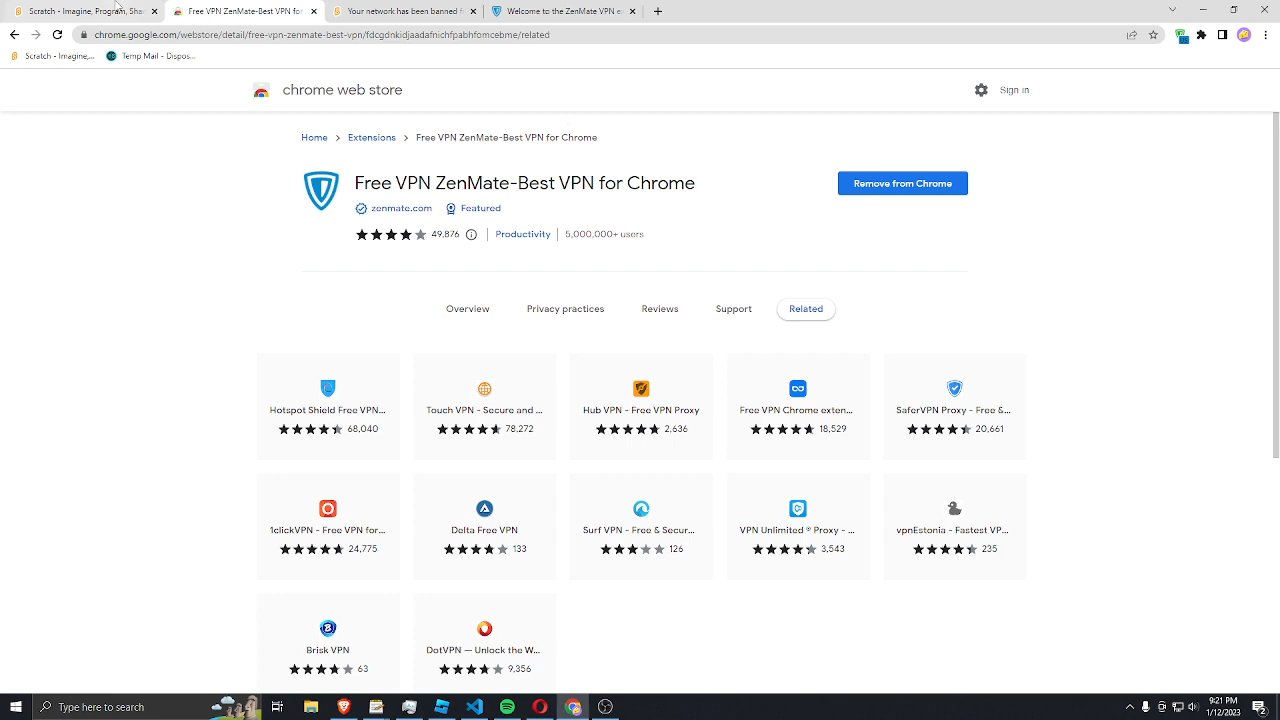 Scratch - Imagine, Program, Shar
Free VPN ZenMate-Best VPN for
Your network has been banned f
Welcome to the ZenMate VPN ex
chrome.google.com/webstore/detail/free-vpn-zenmate-best-vpn/fdcgdnkidjaadafnichfpabhfomcebme/related
Scratch - Imagine,...
Temp Mail - Dispos...
chrome web store
Sign in
Home > Extensions > Free VPN ZenMate-Best VPN for Chrome
Free VPN ZenMate-Best VPN for Chrome
Remove from Chrome
zenmate.com Featured
49,876 Productivity 5,000,000+ users
Overview Privacy practices Reviews Support Related
Hotspot Shield Free VPN... Touch VPN - Secure and ... Hub VPN - Free VPN Proxy Free VPN Chrome exten... SaferVPN Proxy - Free &...
68,040 78,272 2,636 18,529 20,661
1clickVPN - Free VPN for... Delta Free VPN Surf VPN - Free & Secur... VPN Unlimited ® Proxy - ... vpnEstonia - Fastest VP...
24,775 133 126 3,543 235
Brisk VPN DotVPN — Unlock the W...
63 9,356
Type here to search
9:21 PM
1/12/2023